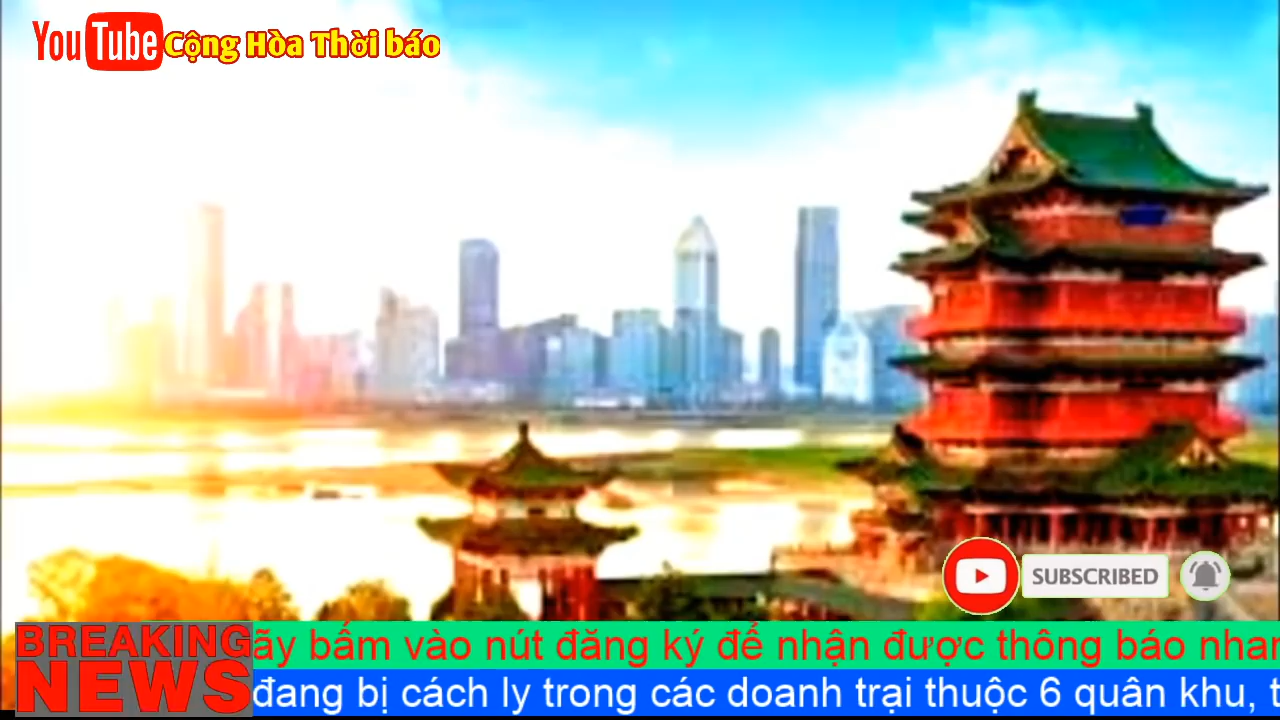 YouTube Cộng Hòa Thời báo
SUBSCRIBED
BREAKING NEWS
ãy bấm vào nút đăng ký để nhận được thông báo nhan
đang bị cách ly trong các doanh trại thuộc 6 quân khu, t